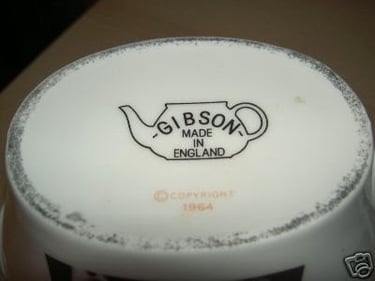 -GIBSON-
MADE
IN
ENGLAND
© COPYRIGHT
1964